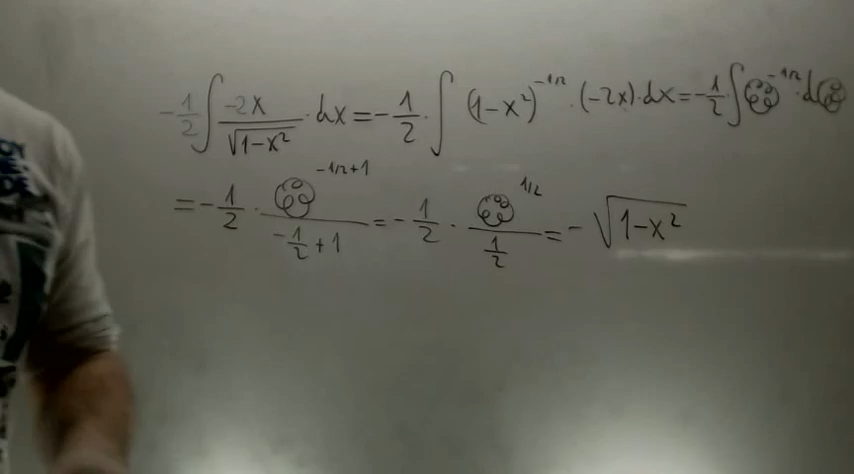 -1/2 ∫ -2x/√(1-x²) · dx = -1/2 · ∫ (1-x²)^(-1/2) · (-2x) · dx = -1/2 ∫ ^(-1/2) · d
= -1/2 · ^(-1/2+1)/(-1/2+1) = -1/2 · ^(1/2)/(1/2) = -√(1-x²)